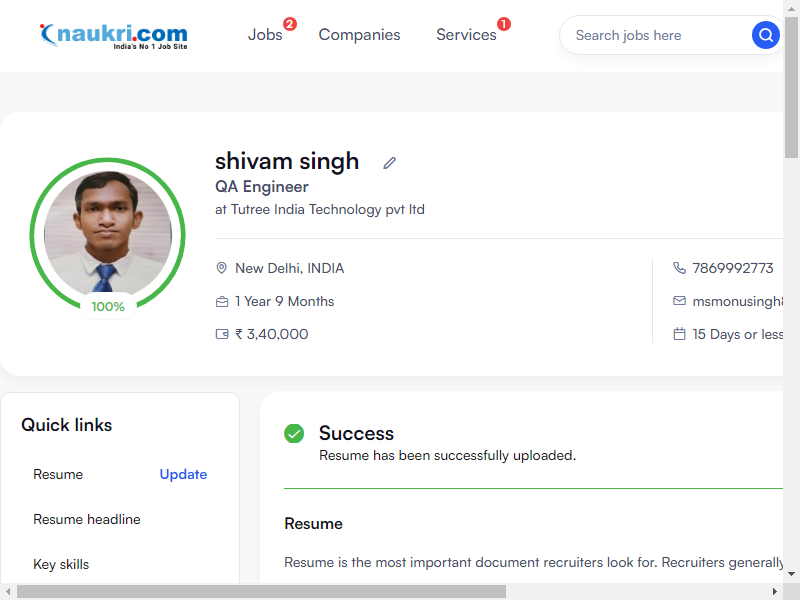 naukri.com
India's No 1 Job Site
Jobs 2
Companies
Services 1
Search jobs here
shivam singh
QA Engineer
at Tutree India Technology pvt ltd
New Delhi, INDIA
7869992773
1 Year 9 Months
msmonusingh
₹ 3,40,000
15 Days or less
100%
Quick links
Resume
Update
Resume headline
Key skills
Success
Resume has been successfully uploaded.
Resume
Resume is the most important document recruiters look for. Recruiters generally